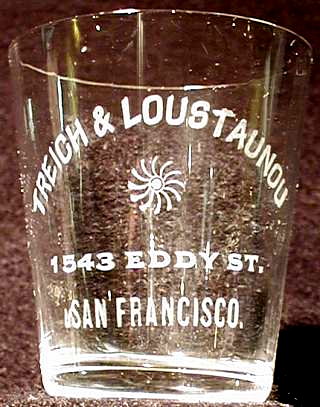 TREICH & LOUSTAUNOU
1543 EDDY ST.
SAN FRANCISCO.